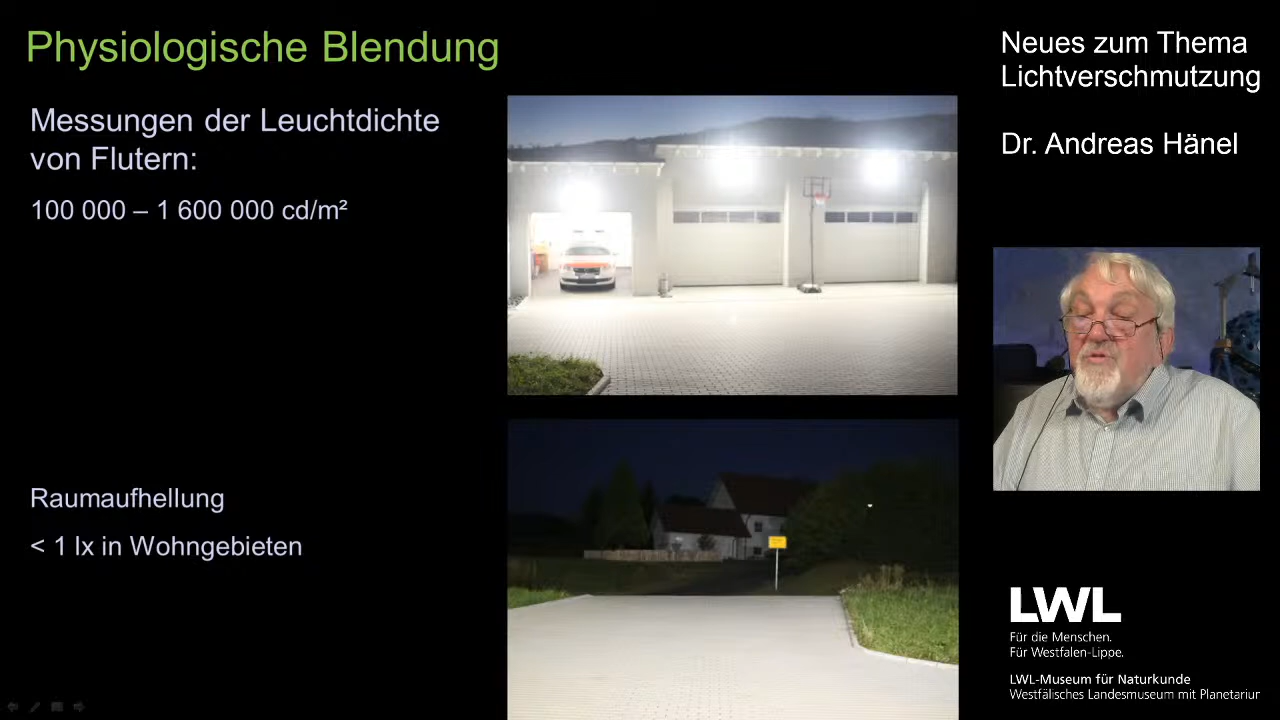 Physiologische Blendung
Messungen der Leuchtdichte
von Flutern:
100 000 – 1 600 000 cd/m²
Raumaufhellung
< 1 lx in Wohngebieten
Neues zum Thema
Lichtverschmutzung
Dr. Andreas Hänel
LWL
Für die Menschen.
Für Westfalen-Lippe.
LWL-Museum für Naturkunde
Westfälisches Landesmuseum mit Planetariur